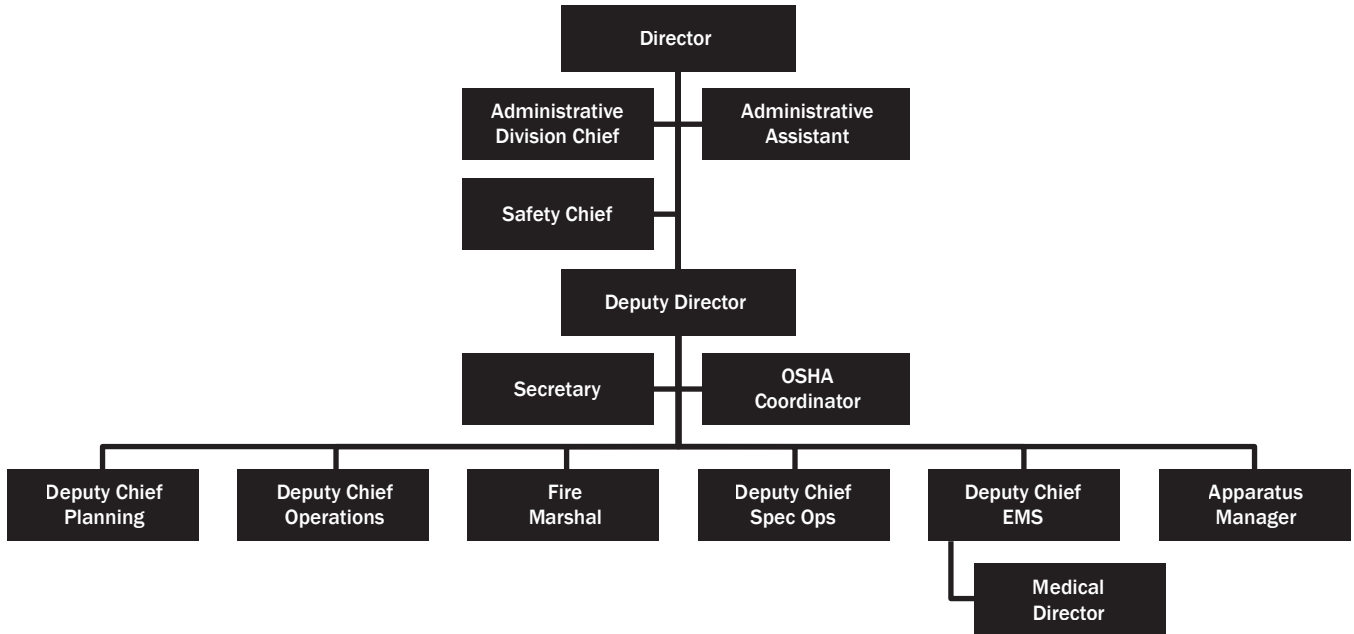 Director
Administrative
Division Chief
Administrative
Assistant
Safety Chief
Deputy Director
Secretary
OSHA
Coordinator
Deputy Chief
Planning
Deputy Chief
Operations
Fire
Marshal
Deputy Chief
Spec Ops
Deputy Chief
EMS
Apparatus
Manager
Medical
Director